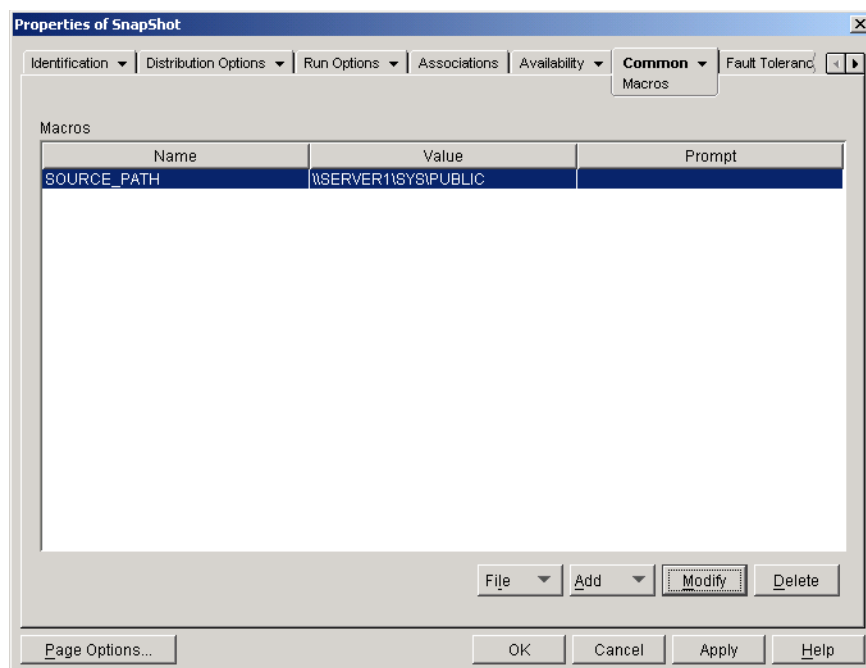 Properties of SnapShot
Identification Distribution Options Run Options Associations Availability Common Fault Toleranc
Macros
Macros
Name Value Prompt
SOURCE_PATH \\SERVER1\SYS\PUBLIC
File Add Modify Delete
Page Options... OK Cancel Apply Help